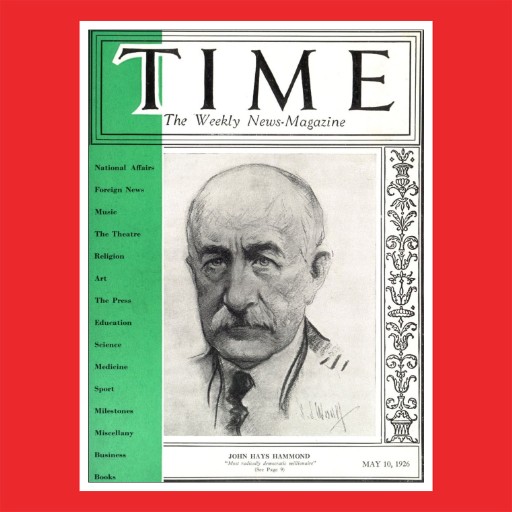 TIME
The Weekly News-Magazine
National Affairs
Foreign News
Music
The Theatre
Religion
Art
The Press
Education
Science
Medicine
Sport
Milestones
Miscellany
Business
Books
JOHN HAYS HAMMOND
"Most radically democratic millionaire"
(See Page 9)
MAY 10, 1926